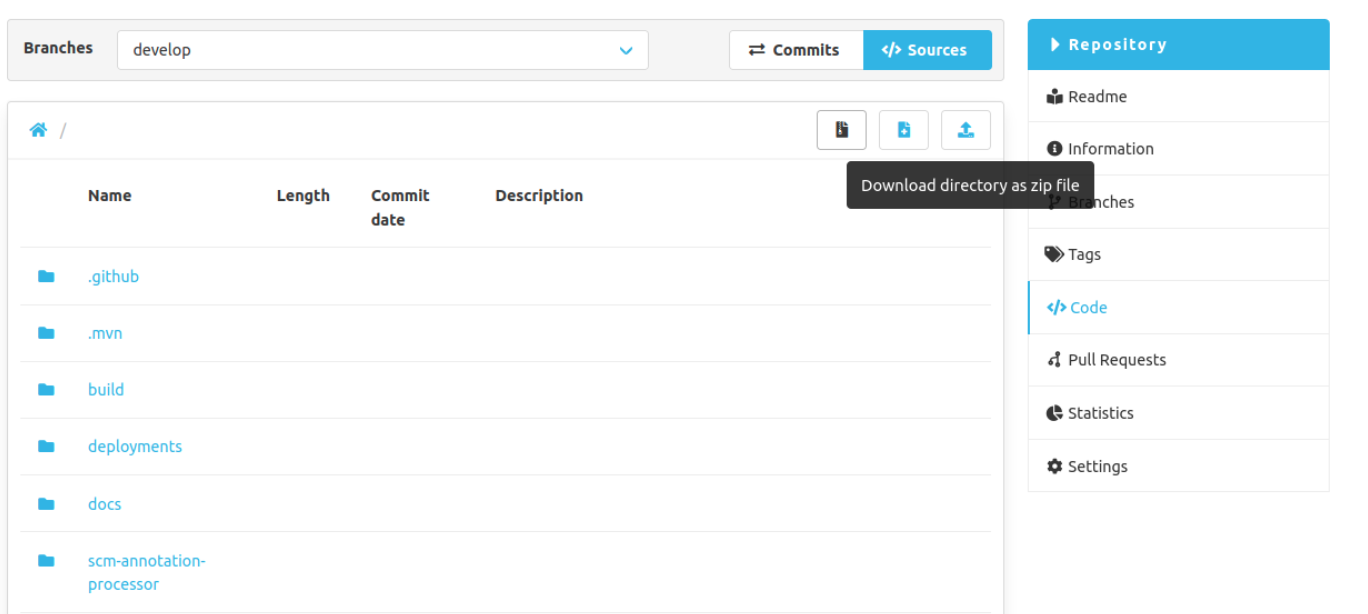 Branches develop Commits </> Sources
Repository
/
Download directory as zip file
Name Length Commit date Description
.github
.mvn
build
deployments
docs
scm-annotation-
processor
Readme
Information
Branches
Tags
</> Code
Pull Requests
Statistics
Settings